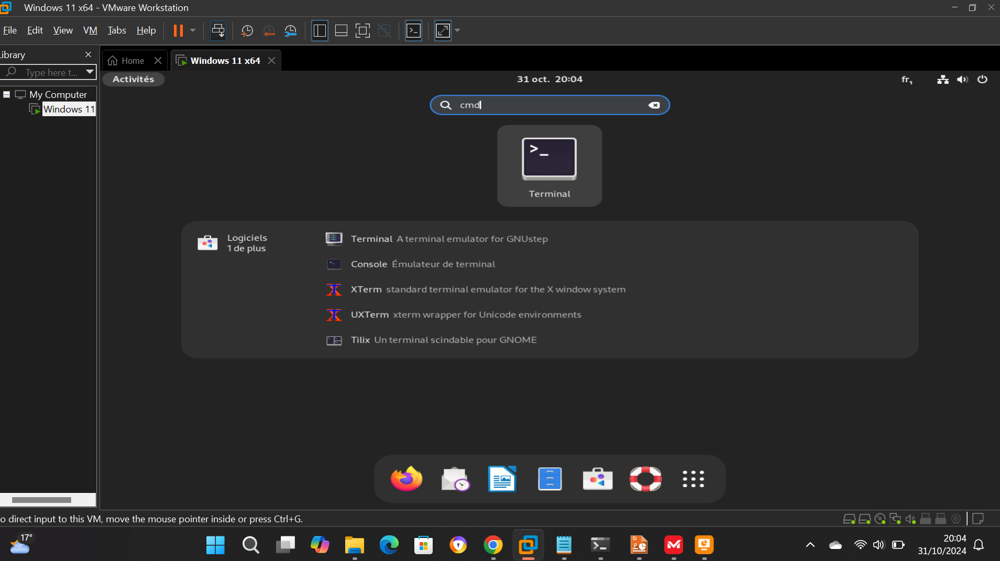 Windows 11 x64 - VMware Workstation
File Edit View VM Tabs Help
Library
Home
Windows 11 x64
Type here t...
Activités
31 oct. 20:04
fr₁
My Computer
Windows 11
cmd
>_
Terminal
Logiciels
1 de plus
Terminal A terminal emulator for GNUstep
Console Émulateur de terminal
XTerm standard terminal emulator for the X window system
UXTerm xterm wrapper for Unicode environments
Tilix Un terminal scindable pour GNOME
o direct input to this VM, move the mouse pointer inside or press Ctrl+G.
17°
20:04
31/10/2024